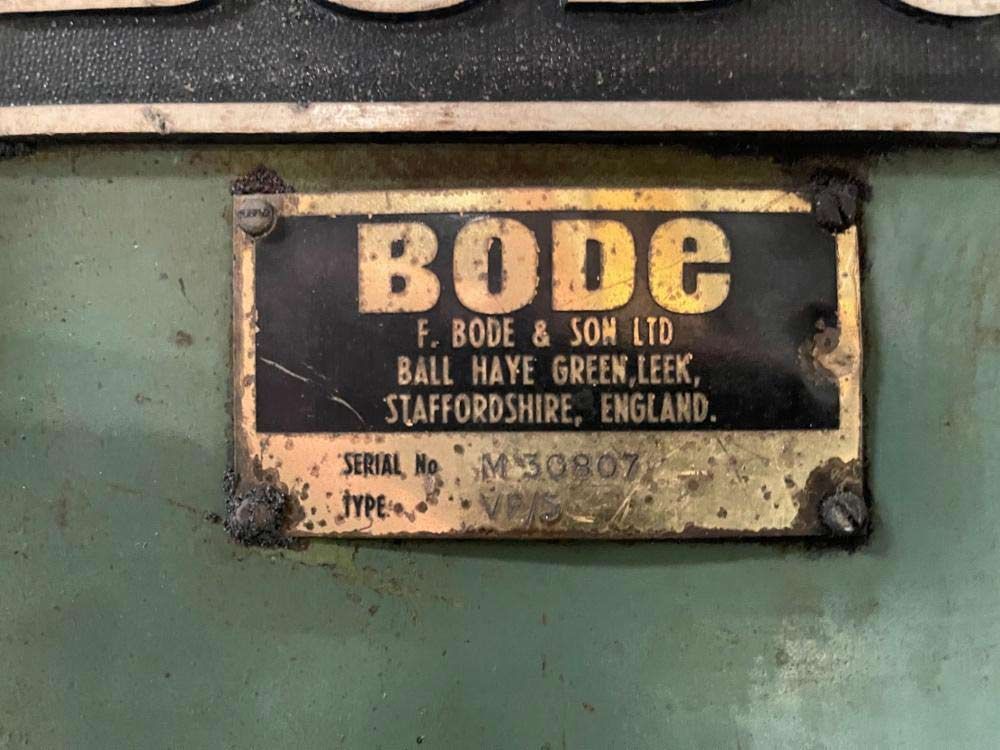 BODE
F. BODE & SON LTD
BALL HAYE GREEN, LEEK,
STAFFORDSHIRE, ENGLAND.
SERIAL No M 30807
TYPE